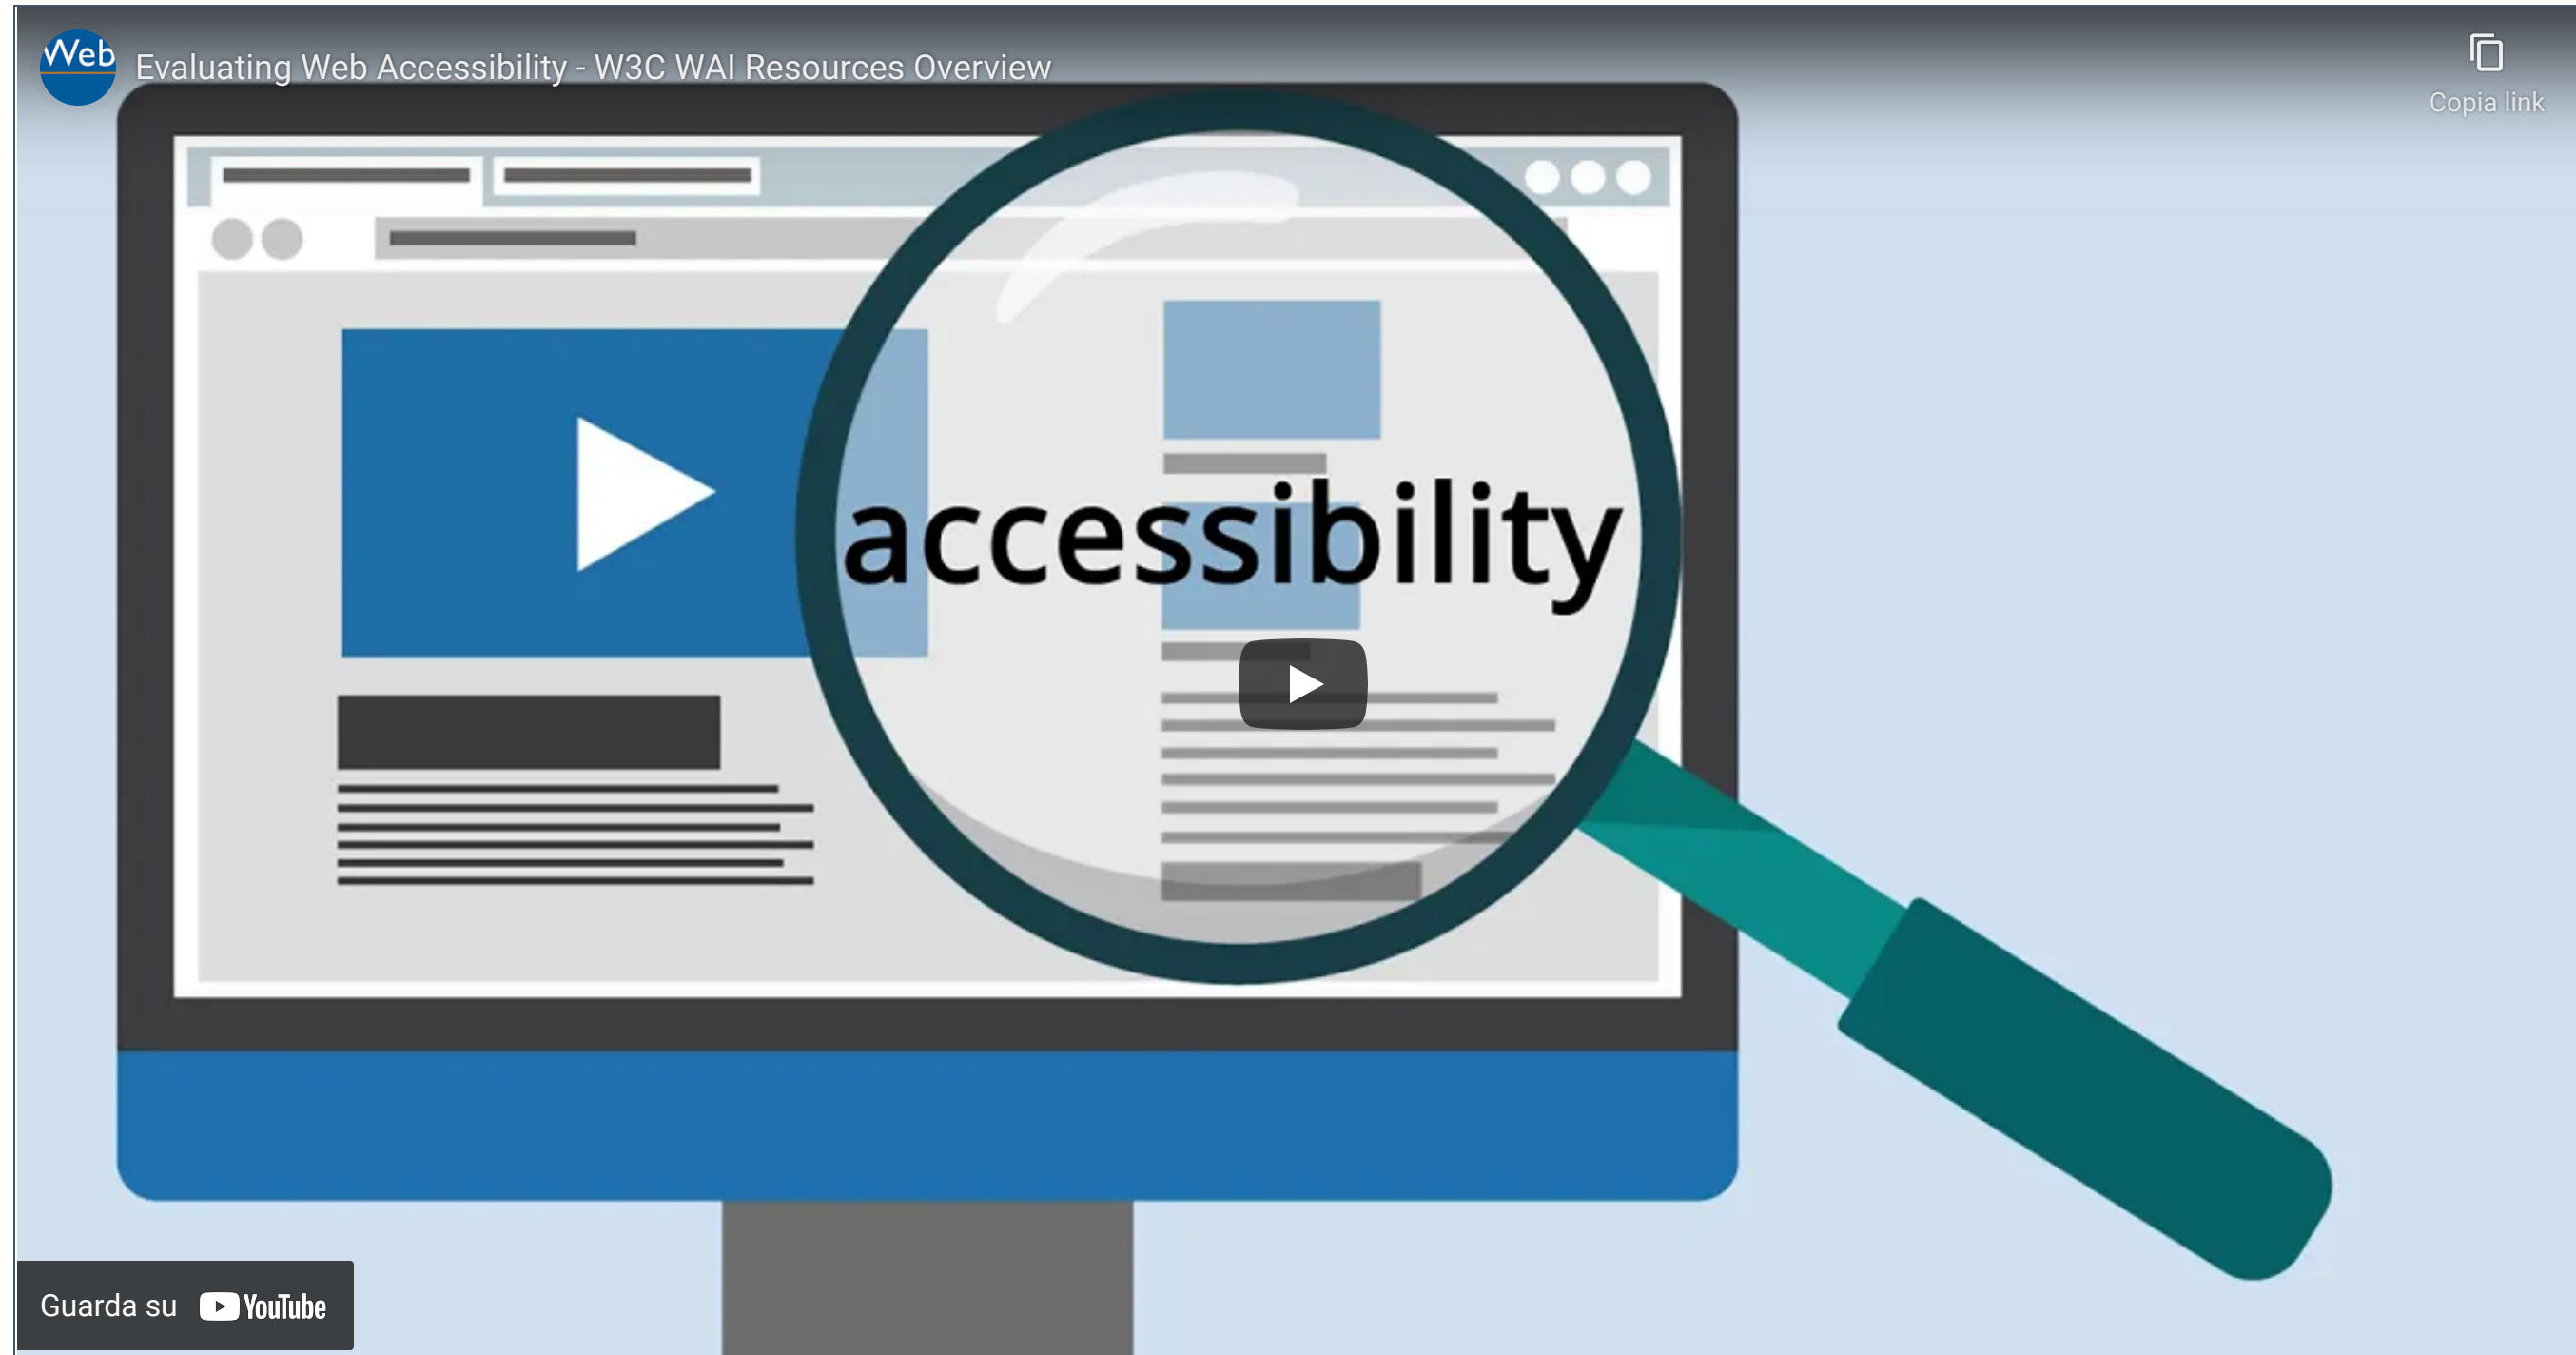 Web
Evaluating Web Accessibility - W3C WAI Resources Overview
Copia link
accessibility
Guarda su YouTube